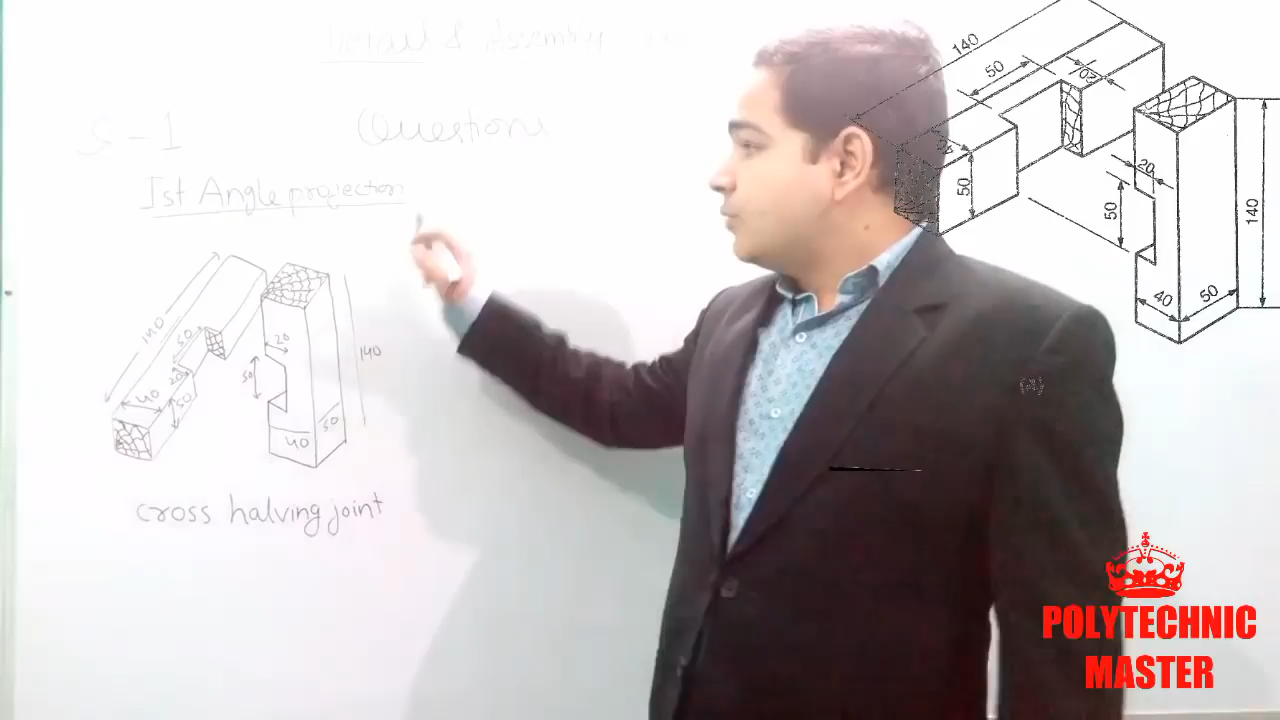 Detail & Assembly
S-1
Questions
Ist Angle projection
140
50
20
40
50
20
50
140
40
50
cross halving joint
140
50
20
50
20
50
140
40
50
POLYTECHNIC
MASTER